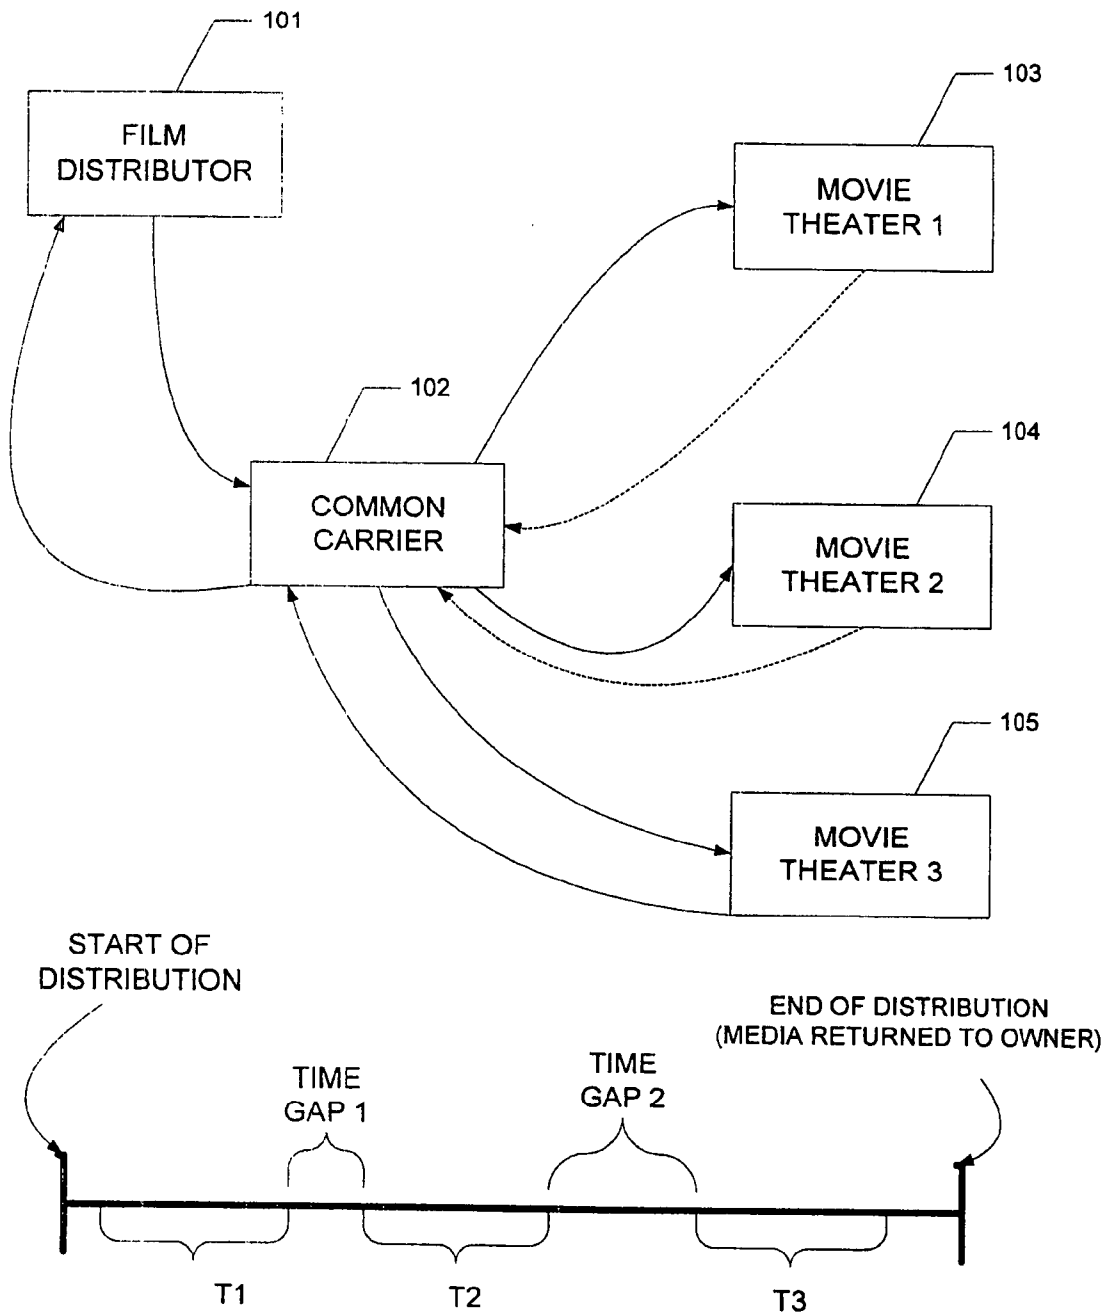 101
FILM
DISTRIBUTOR
103
MOVIE
THEATER 1
102
COMMON
CARRIER
104
MOVIE
THEATER 2
105
MOVIE
THEATER 3
START OF
DISTRIBUTION
END OF DISTRIBUTION
(MEDIA RETURNED TO OWNER)
TIME
GAP 1
TIME
GAP 2
T1
T2
T3